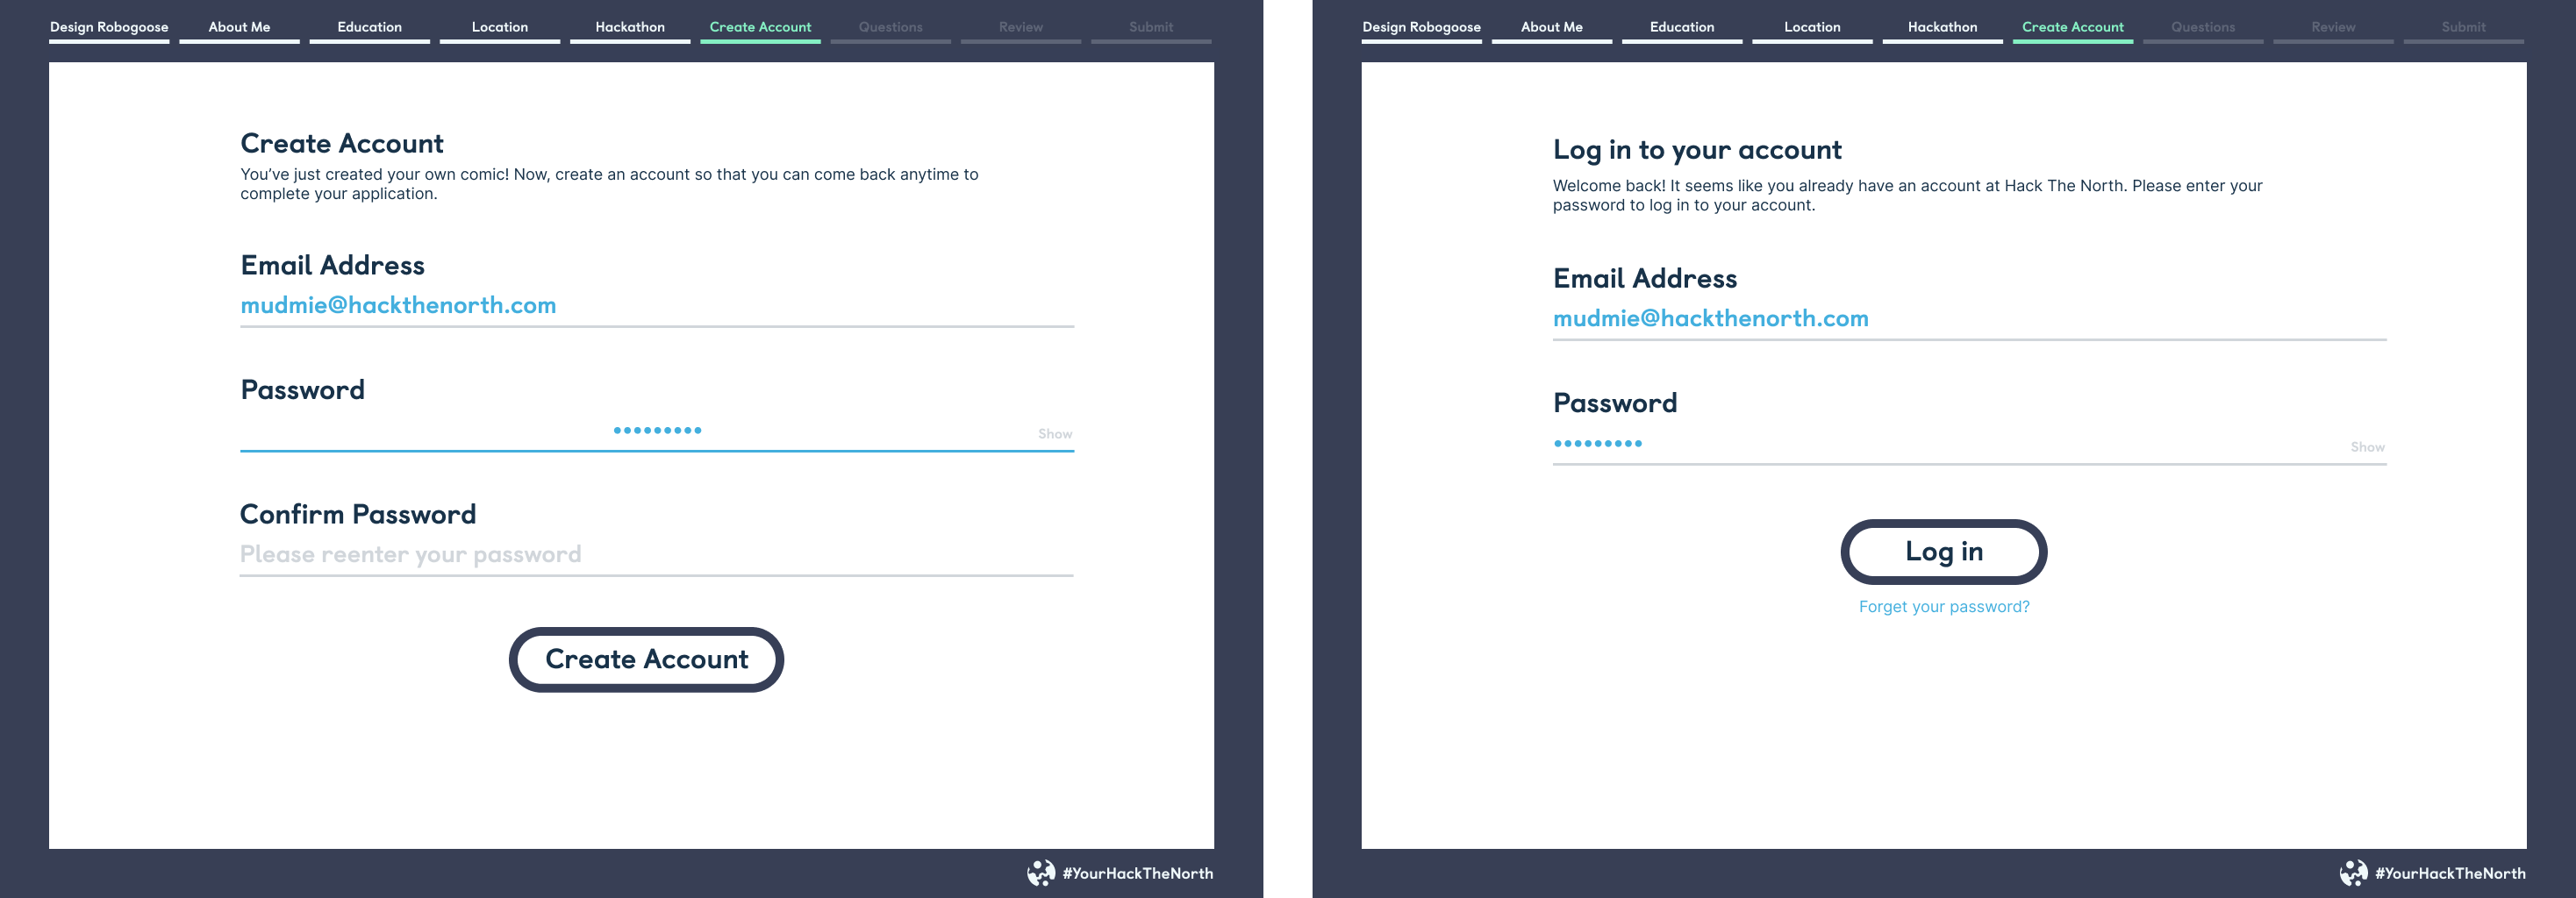 Design Robogoose About Me Education Location Hackathon Create Account Questions Review Submit
Create Account
You’ve just created your own comic! Now, create an account so that you can come back anytime to
complete your application.
Email Address
mudmie@hackthenorth.com
Password
•••••••••
Show
Confirm Password
Please reenter your password
Create Account
#YourHackTheNorth
Design Robogoose About Me Education Location Hackathon Create Account Questions Review Submit
Log in to your account
Welcome back! It seems like you already have an account at Hack The North. Please enter your
password to log in to your account.
Email Address
mudmie@hackthenorth.com
Password
•••••••••
Show
Log in
Forget your password?
#YourHackTheNorth